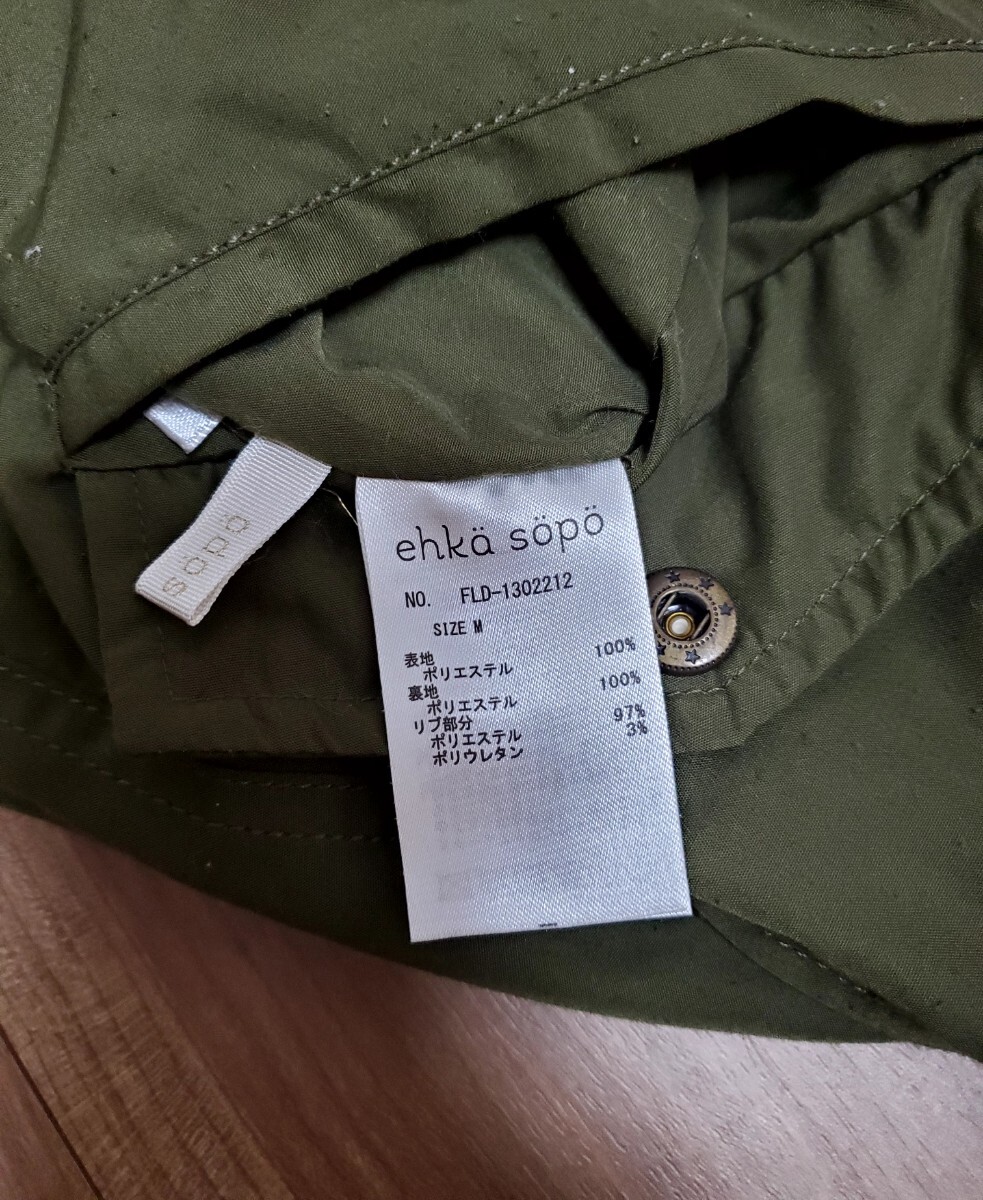 ehkä söpö
NO. FLD-1302212
SIZE M
表地 100%
ポリエステル
裏地 100%
ポリエステル
リブ部分 97%
ポリエステル 3%
ポリウレタン
söpö